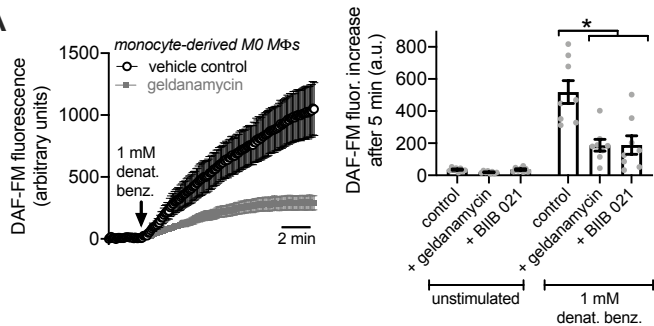 A
monocyte-derived M0 MΦs
vehicle control
geldanamycin
DAF-FM fluorescence
(arbitrary units)
1500
1000
500
0
1 mM
denat.
benz.
2 min
DAF-FM fluor. increase
after 5 min (a.u.)
800
600
400
200
0
*
control
+ geldanamycin
+ BIIB 021
control
+ geldanamycin
+ BIIB 021
unstimulated
1 mM
denat. benz.